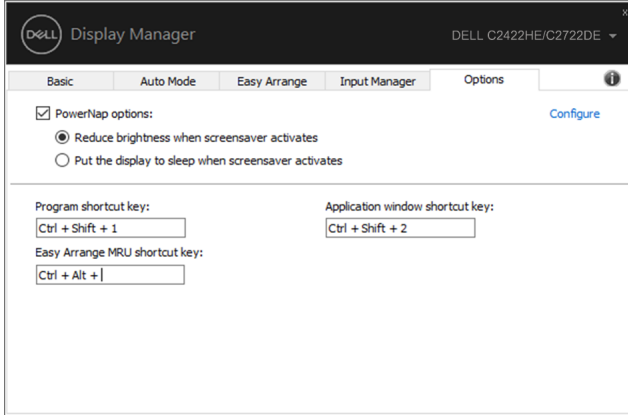 x
DELL Display Manager
DELL C2422HE/C2722DE
Basic Auto Mode Easy Arrange Input Manager Options i
PowerNap options: Configure
Reduce brightness when screensaver activates
Put the display to sleep when screensaver activates
Program shortcut key: Application window shortcut key:
Ctrl + Shift + 1 Ctrl + Shift + 2
Easy Arrange MRU shortcut key:
Ctrl + Alt +